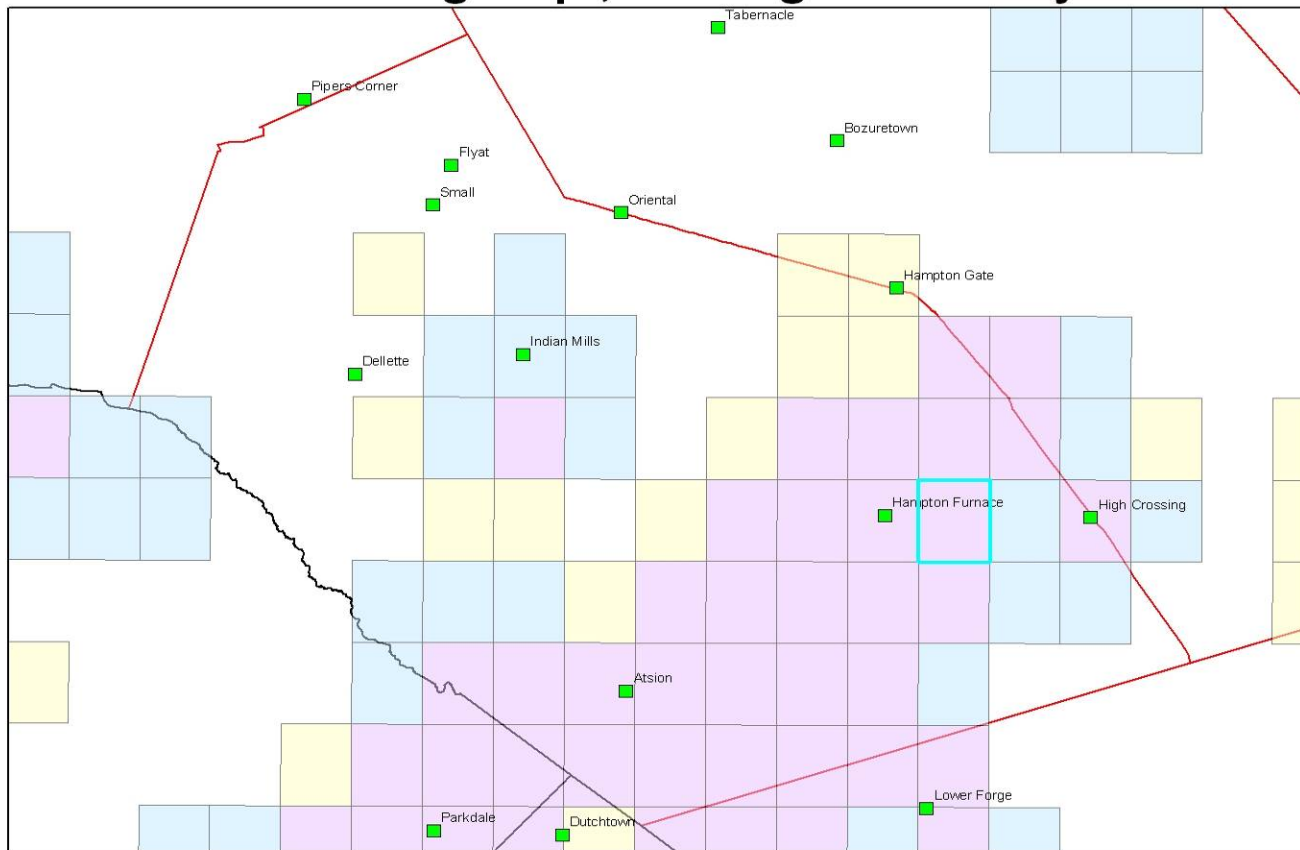 Tabernacle
Pipers Corner
Bozuretown
Flyat
Small
Oriental
Hampton Gate
Indian Mills
Dellette
Hampton Furnace
High Crossing
Atsion
Lower Forge
Parkdale
Dutchtown